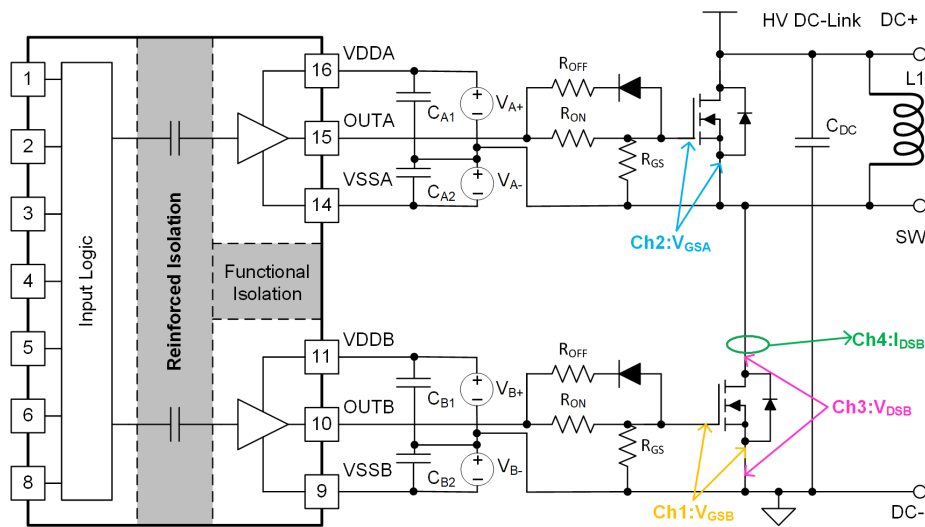 HV DC-Link
DC+
1
2
3
4
5
6
8
Input Logic
Reinforced Isolation
Functional
Isolation
16
VDDA
15
OUTA
VSSA
14
CA1
CA2
VA+
VA-
ROFF
RON
RGS
CDC
L1
SW
Ch2:VGSA
11
VDDB
10
OUTB
VSSB
9
CB1
CB2
VB+
VB-
ROFF
RON
RGS
Ch4:IDSB
Ch3:VDSB
Ch1:VGSB
DC-